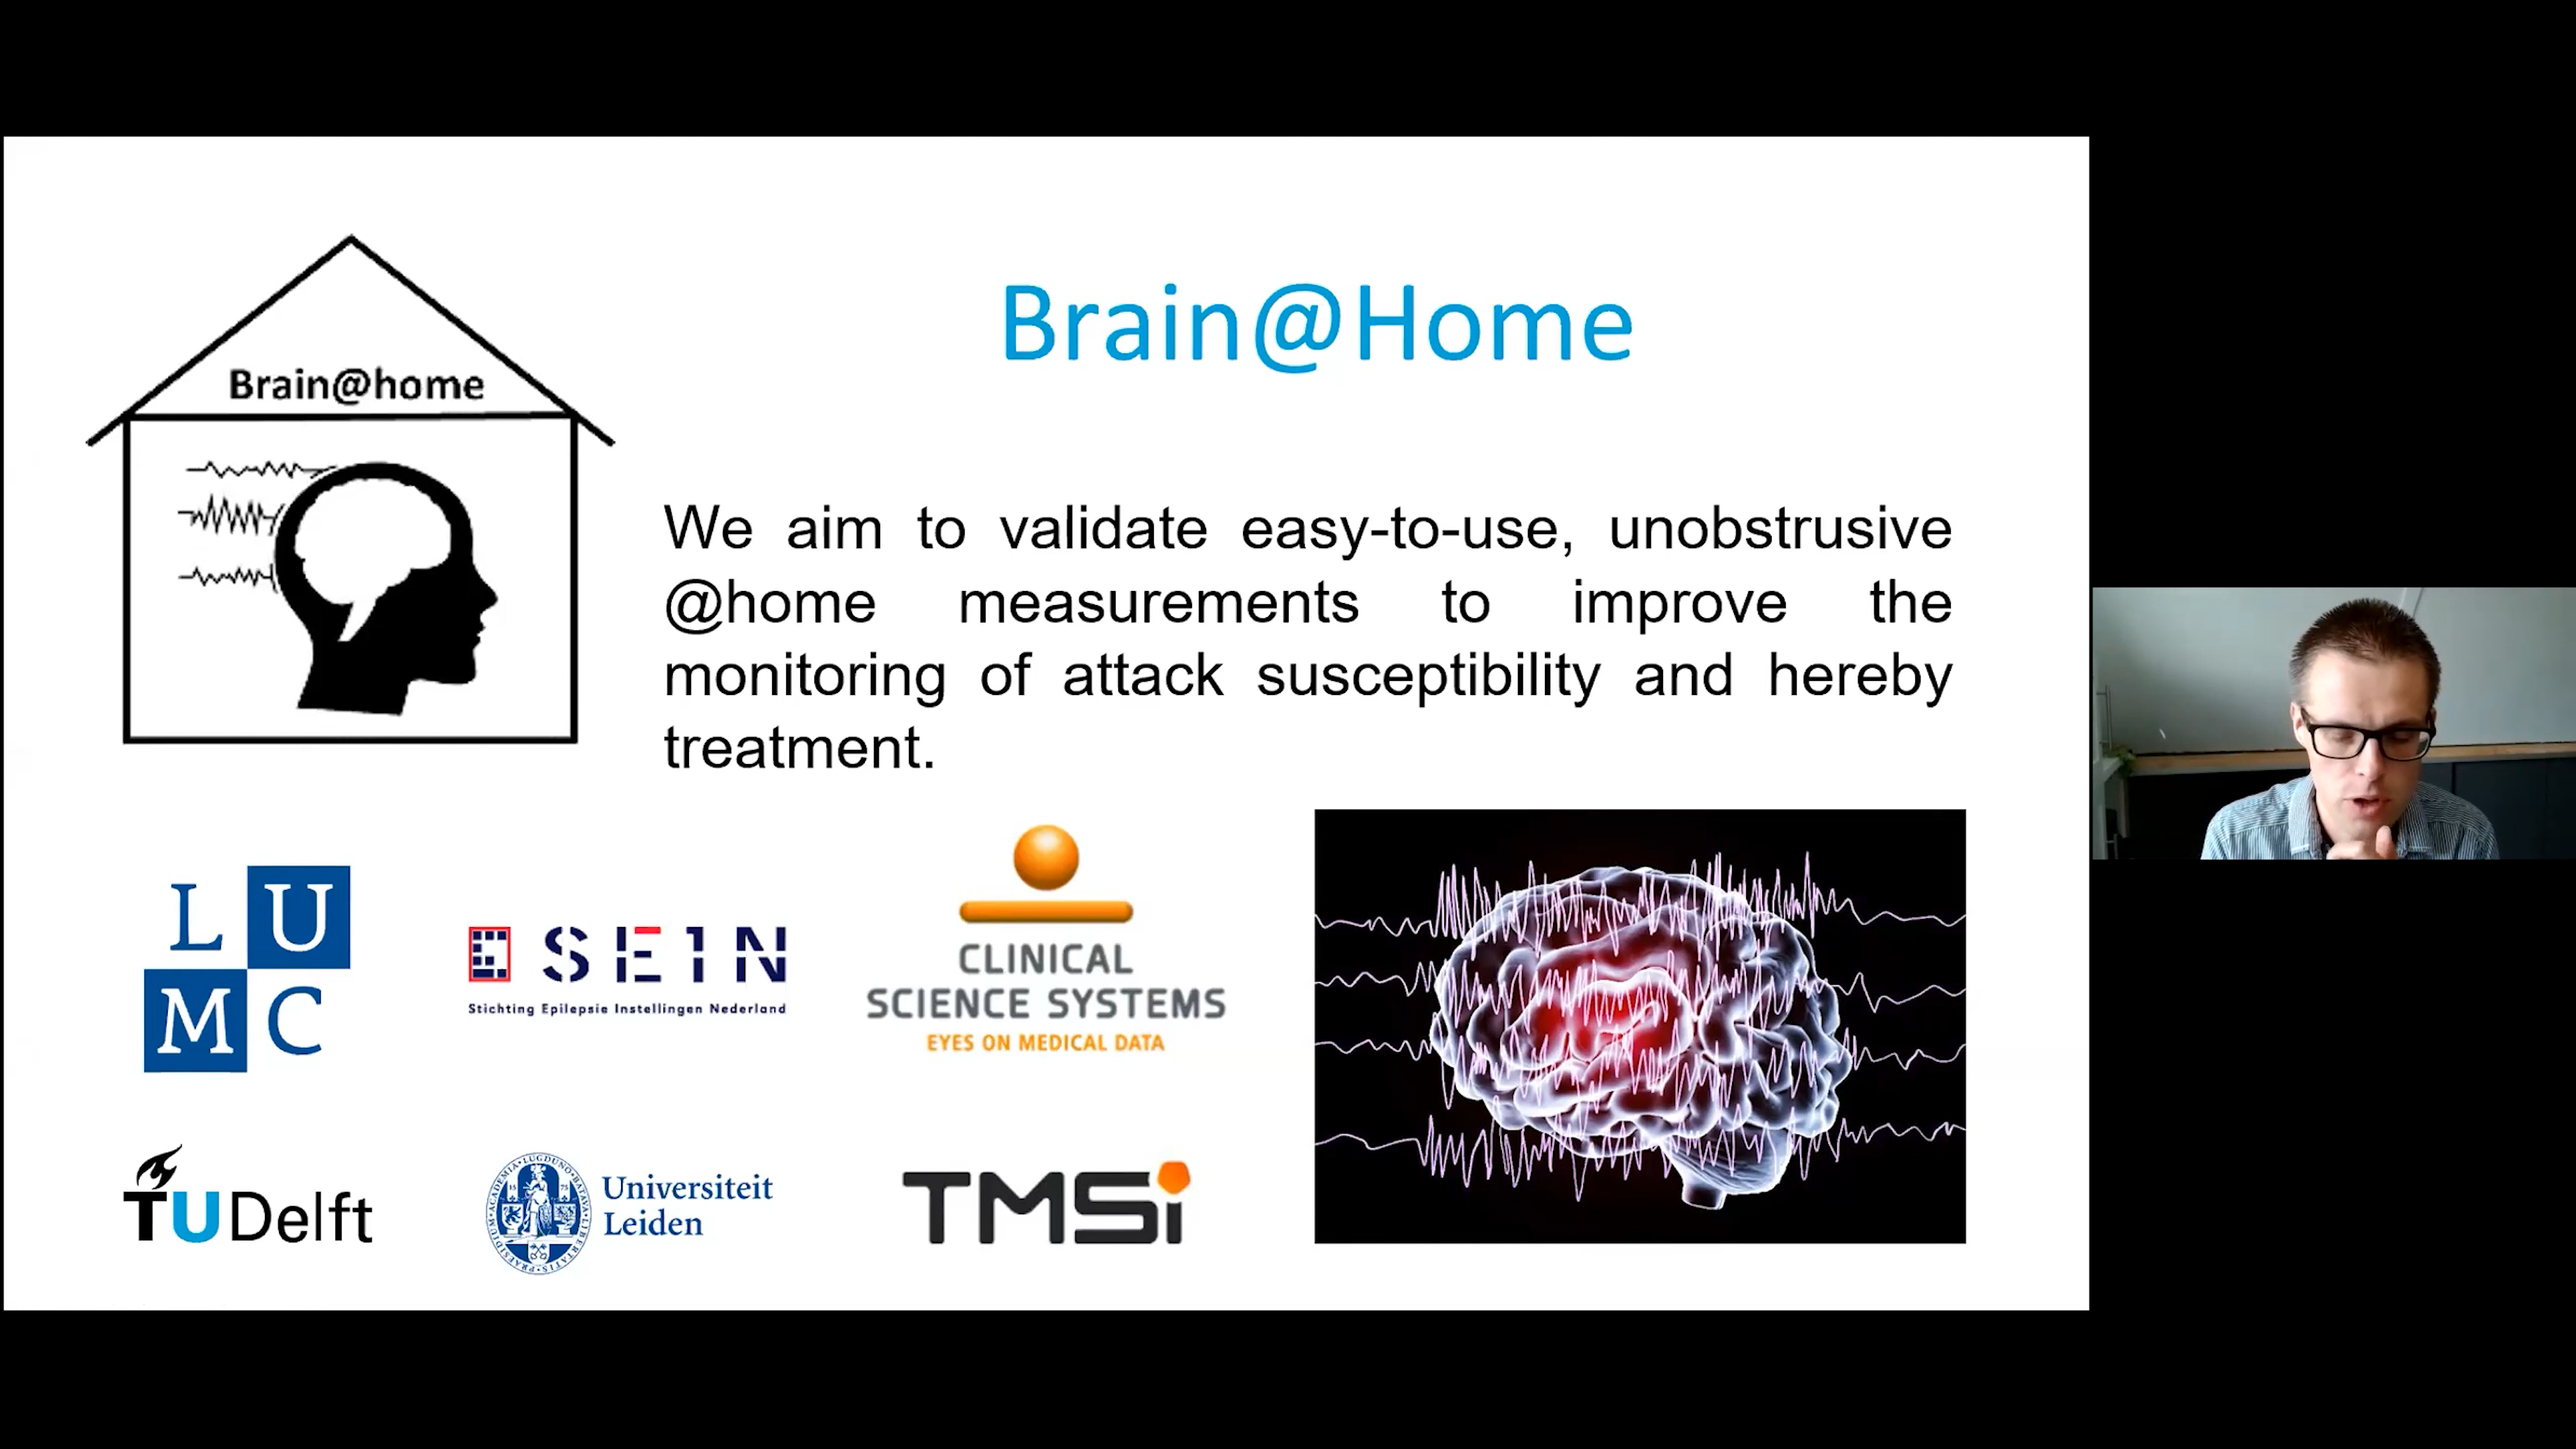 Brain@home
Brain@Home
We aim to validate easy-to-use, unobstrusive
@home measurements to improve the
monitoring of attack susceptibility and hereby
treatment.
L U
M C
SEIN
Stichting Epilepsie Instellingen Nederland
CLINICAL
SCIENCE SYSTEMS
EYES ON MEDICAL DATA
TU Delft
Universiteit
Leiden
TMSi